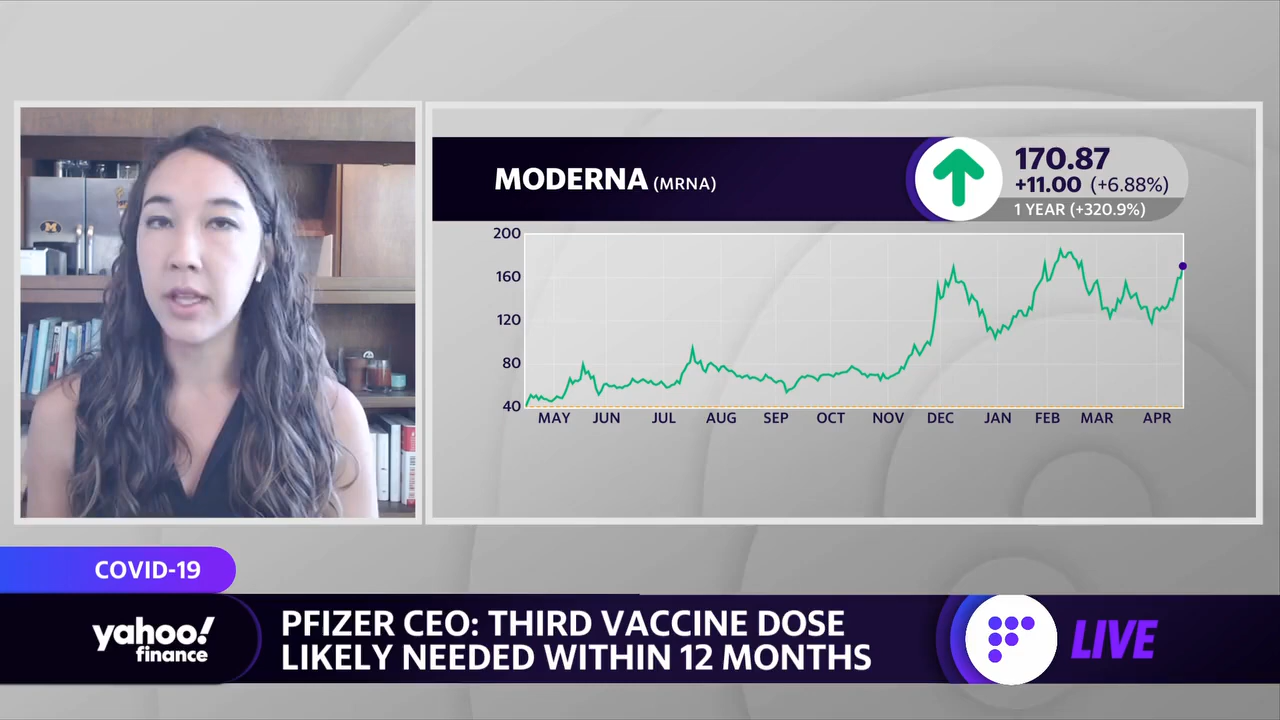 MODERNA (MRNA)
170.87
+11.00 (+6.88%)
1 YEAR (+320.9%)
200
160
120
80
40
MAY JUN JUL AUG SEP OCT NOV DEC JAN FEB MAR APR
COVID-19
yahoo!
finance
PFIZER CEO: THIRD VACCINE DOSE
LIKELY NEEDED WITHIN 12 MONTHS
LIVE
M